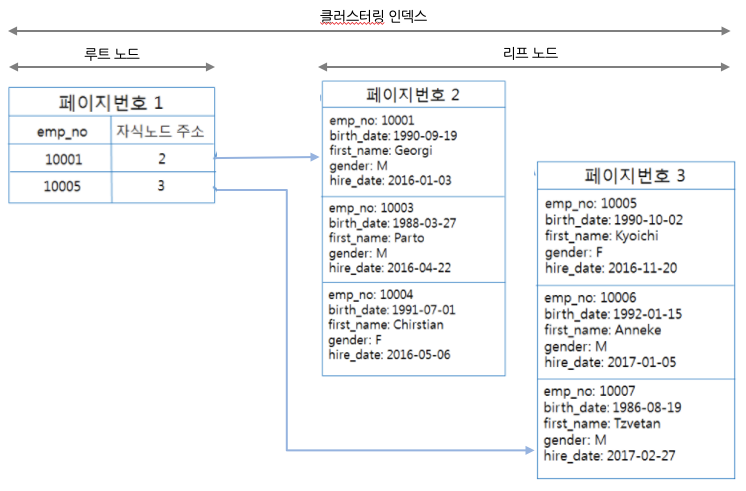 클러스터링 인덱스
루트 노드
리프 노드
페이지번호 1
emp_no 자식노드 주소
10001 2
10005 3
페이지번호 2
emp_no: 10001
birth_date: 1990-09-19
first_name: Georgi
gender: M
hire_date: 2016-01-03
emp_no: 10003
birth_date: 1988-03-27
first_name: Parto
gender: M
hire_date: 2016-04-22
emp_no: 10004
birth_date: 1991-07-01
first_name: Chirstian
gender: F
hire_date: 2016-05-06
페이지번호 3
emp_no: 10005
birth_date: 1990-10-02
first_name: Kyoichi
gender: F
hire_date: 2016-11-20
emp_no: 10006
birth_date: 1992-01-15
first_name: Anneke
gender: M
hire_date: 2017-01-05
emp_no: 10007
birth_date: 1986-08-19
first_name: Tzvetan
gender: M
hire_date: 2017-02-27